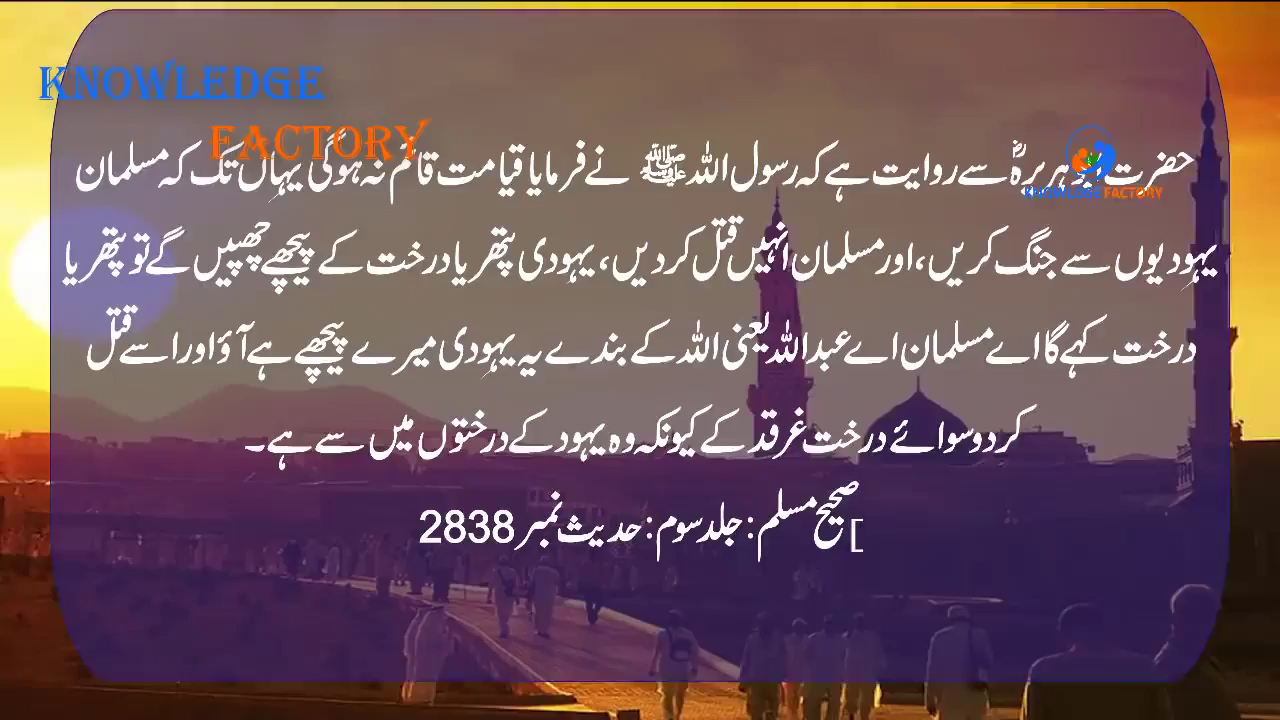 KNOWLEDGE
FACTORY
حضرت ابوہریرہؓ سے روایت ہے کہ رسول اللہ ﷺ نے فرمایا قیامت قائم نہ ہوگی یہاں تک کہ مسلمان
KNOWLDGE FACTORY
یہودیوں سے جنگ کریں، اور مسلمان انہیں قتل کردیں، یہودی پتھر یا درخت کے پیچھے چھپیں گے تو پتھر یا
درخت کہے گا اے مسلمان اے عبداللہ یعنی اللہ کے بندے یہ یہودی میرے پیچھے ہے آؤ اور اسے قتل
کردو سوائے درخت غرقد کے کیونکہ وہ یہود کے درختوں میں سے ہے۔
]صحیح مسلم: جلد سوم: حدیث نمبر 2838